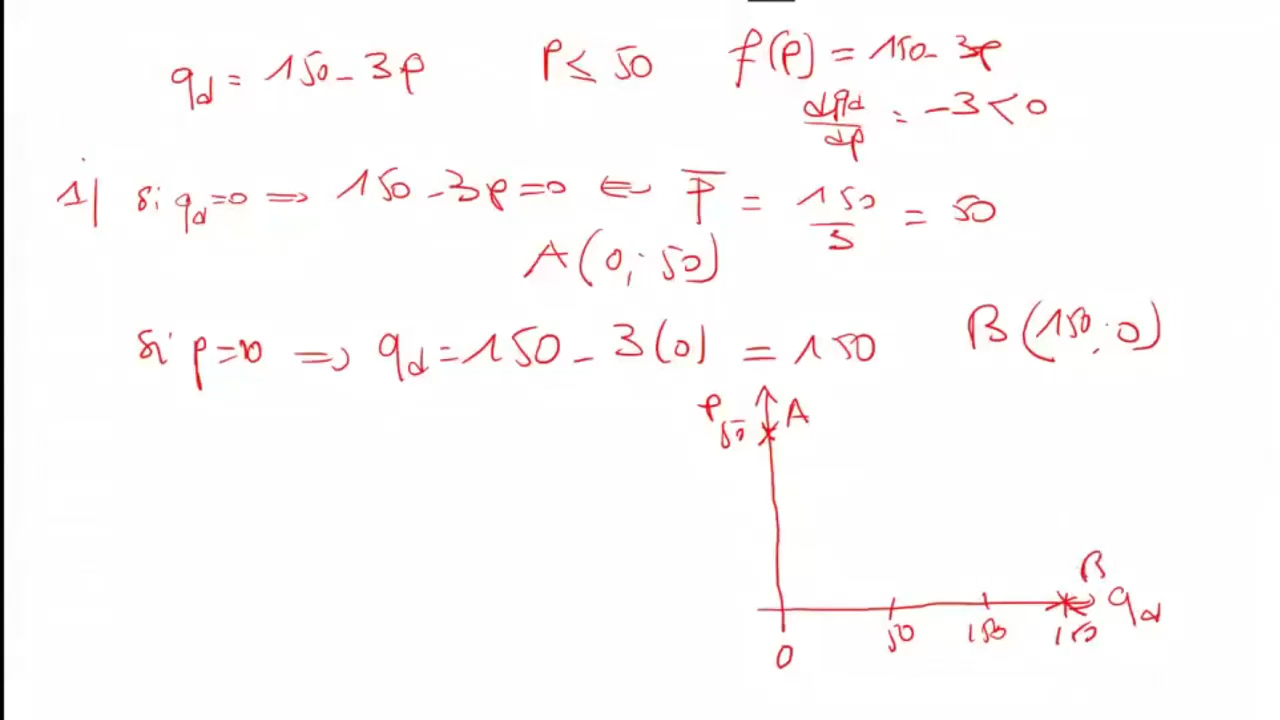 qd = 150 - 3p   P ≤ 50   f(p) = 150 - 3p
dqd/dp = -3 < 0
1| si qd=0 => 150 - 3p = 0 <= P̅ = 150/3 = 50
A(0; 50)
si p=0 => qd = 150 - 3(0) = 150   B(150; 0)
P A
50
B
qd
0 50 100 150